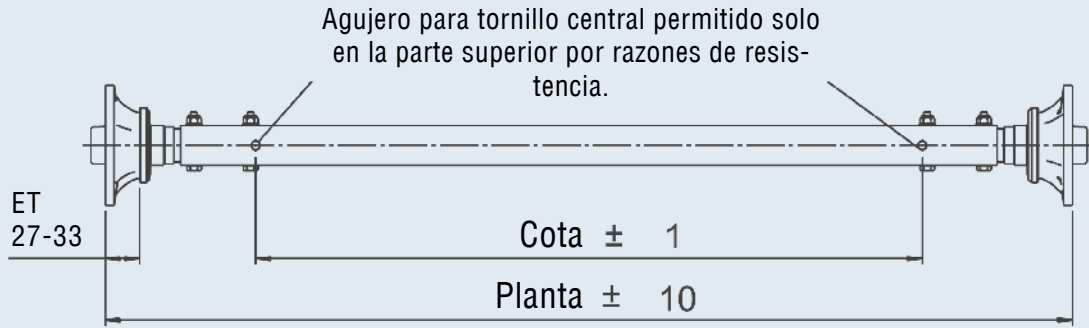 Agujero para tornillo central permitido solo
en la parte superior por razones de resis-
tencia.
ET
27-33
Cota ± 1
Planta ± 10